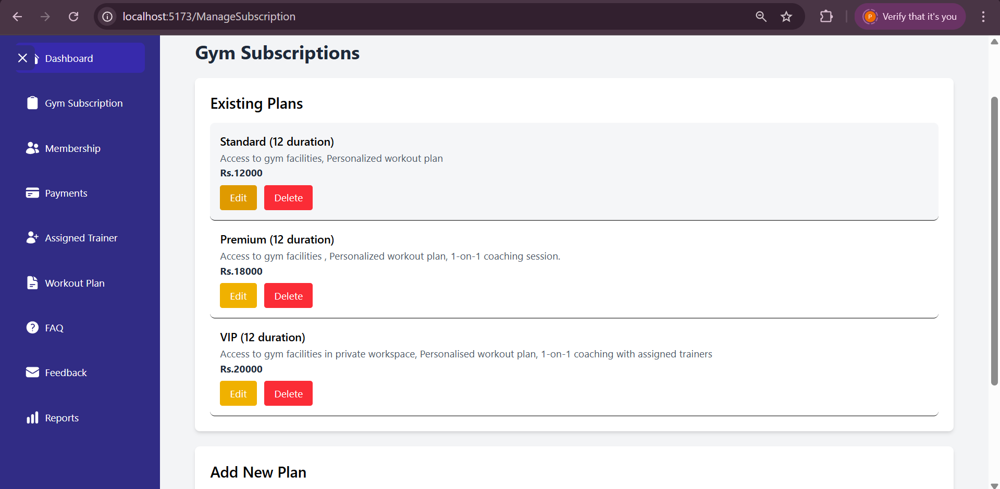 localhost:5173/ManageSubscription
P
Verify that it's you
Dashboard
Gym Subscription
Membership
Payments
Assigned Trainer
Workout Plan
FAQ
Feedback
Reports
Gym Subscriptions
Existing Plans
Standard (12 duration)
Access to gym facilities, Personalized workout plan
Rs.12000
Edit Delete
Premium (12 duration)
Access to gym facilities , Personalized workout plan, 1-on-1 coaching session.
Rs.18000
Edit Delete
VIP (12 duration)
Access to gym facilities in private workspace, Personalised workout plan, 1-on-1 coaching with assigned trainers
Rs.20000
Edit Delete
Add New Plan